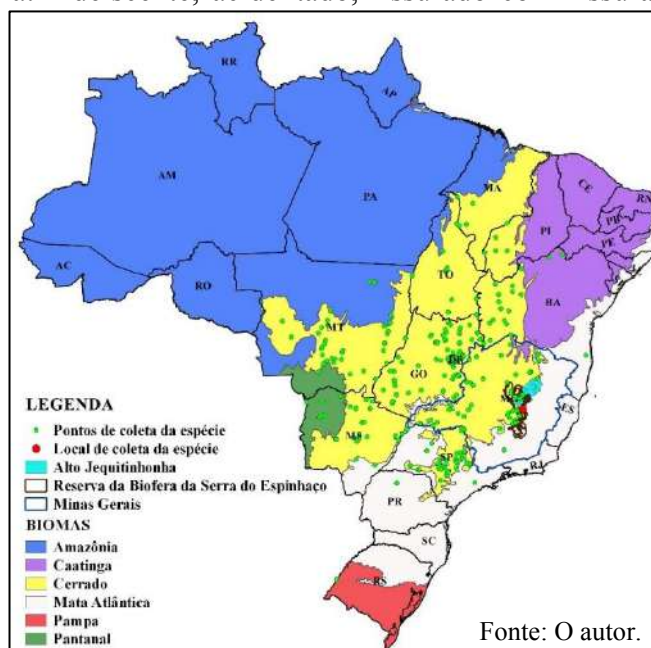 RR
AP
AM
PA
MA
CE
RN
PB
PE
PI
AC
RO
TO
BA
MT
GO
DF
MS
ES
SP
RJ
PR
SC
RS
LEGENDA
Pontos de coleta da espécie
Local de coleta da espécie
Alto Jequitinhonha
Reserva da Biofera da Serra do Espinhaço
Minas Gerais
BIOMAS
Amazônia
Caatinga
Cerrado
Mata Atlântica
Pampa
Pantanal
Fonte: O autor.